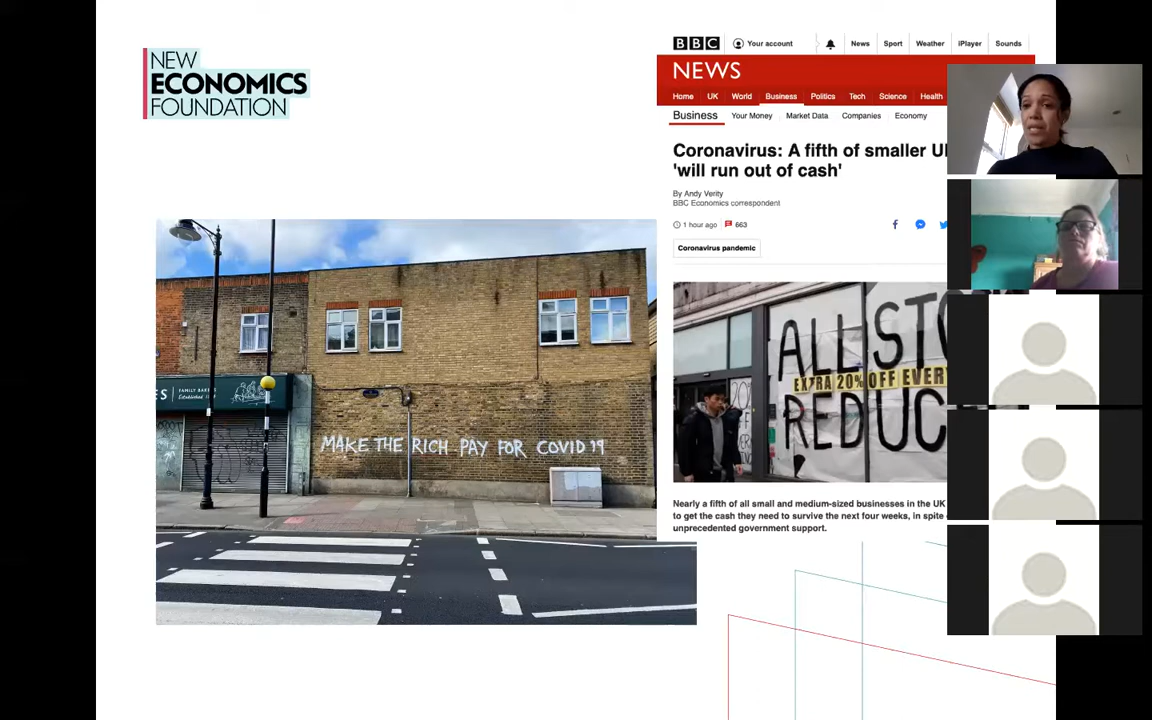 NEW
ECONOMICS
FOUNDATION
MAKE THE RICH PAY FOR COVID 19
FAMILY
BBC Your account News Sport Weather iPlayer Sounds
NEWS
Home UK World Business Politics Tech Science Health
Business Your Money Market Data Companies Economy
Coronavirus: A fifth of smaller
'will run out of cash'
By Andy Verity
BBC Economics correspondent
1 hour ago 663
Coronavirus pandemic
ALL
EXTRA 20% OFF
Nearly a fifth of all small and medium-sized businesses in the UK
to get the cash they need to survive the next four weeks, in spite
unprecedented government support.